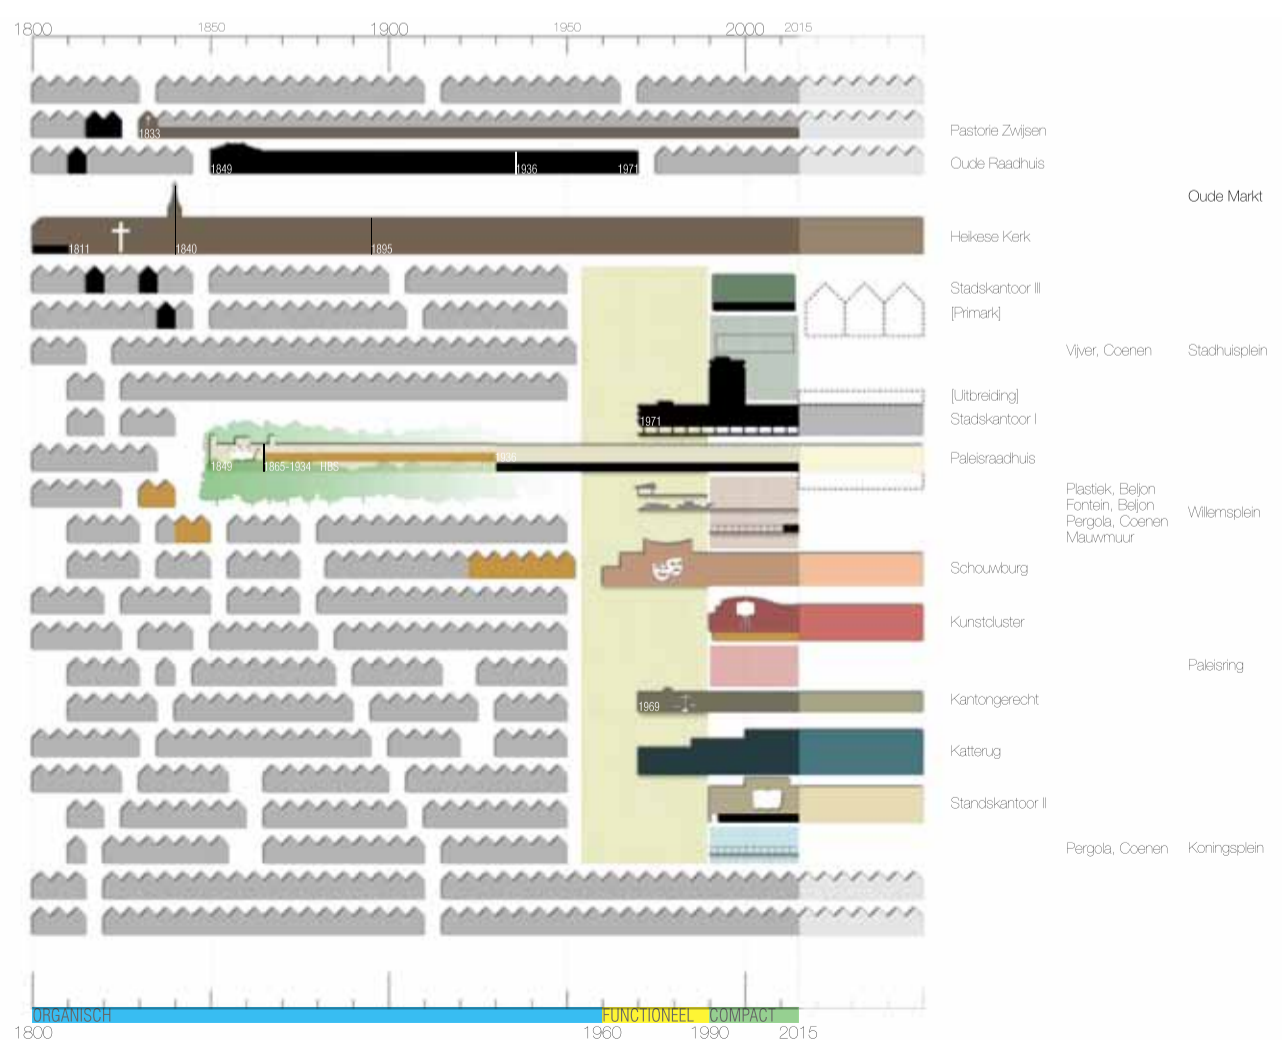 1800 1850 1900 1950 2000 2015
1833
Pastorie Zwijsen
1849 1936 1971
Oude Raadhuis
Oude Markt
1811 1840 1895
Heikese Kerk
Stadskantoor III
[Primark]
Vijver, Coenen Stadhuisplein
[Uitbreiding]
1971
Stadskantoor I
1849 1865-1934 HBS 1936
Paleisraadhuis
Plastiek, Beljon
Fontein, Beljon
Pergola, Coenen
Mauwmuur
Willemsplein
Schouwburg
Kunstcluster
Paleisring
1969
Kantongerecht
Katterug
Standskantoor II
Pergola, Coenen Koningsplein
ORGANISCH FUNCTIONEEL COMPACT
1800 1960 1990 2015